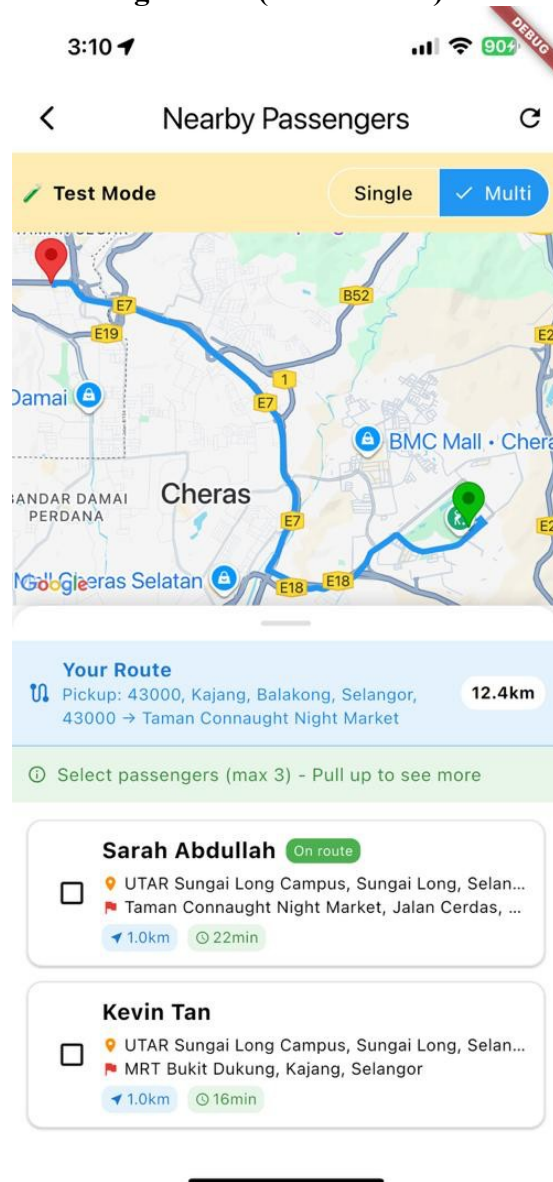 3:10
90
DEBUG
Nearby Passengers
Test Mode
Single
Multi
E7
B52
E19
1
E7
Damai
BMC Mall • Chera
Cheras
BANDAR DAMAI
PERDANA
E7
E2
E2
Google
Cheras Selatan
E18
E18
Your Route
Pickup: 43000, Kajang, Balakong, Selangor,
43000 → Taman Connaught Night Market
12.4km
Select passengers (max 3) - Pull up to see more
Sarah Abdullah
On route
UTAR Sungai Long Campus, Sungai Long, Selan...
Taman Connaught Night Market, Jalan Cerdas, ...
1.0km
22min
Kevin Tan
UTAR Sungai Long Campus, Sungai Long, Selan...
MRT Bukit Dukung, Kajang, Selangor
1.0km
16min